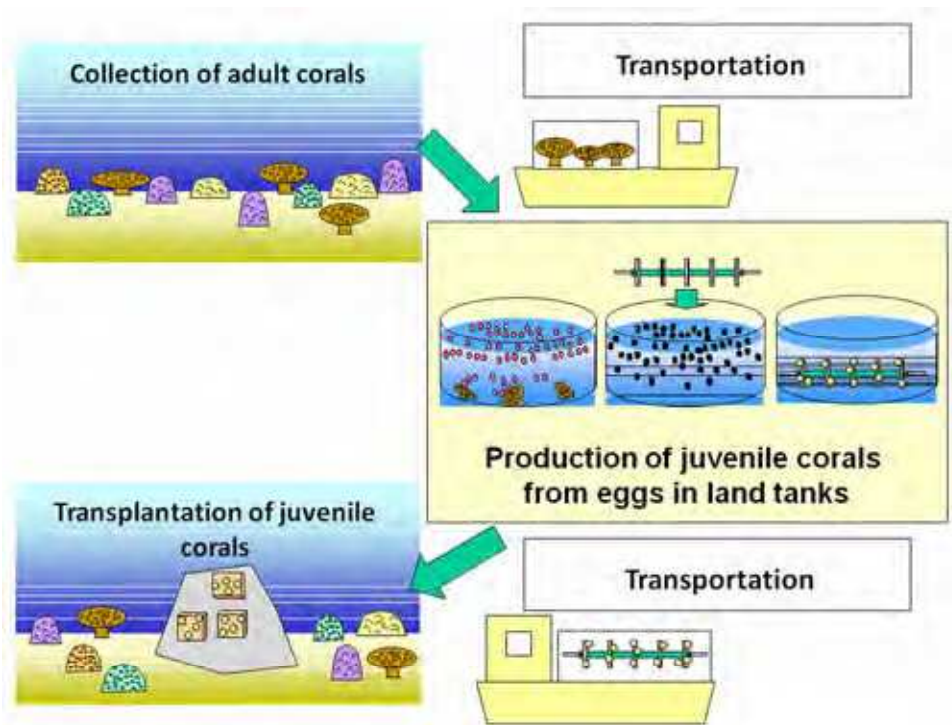 Collection of adult corals
Transportation
Production of juvenile corals
from eggs in land tanks
Transplantation of juvenile
corals
Transportation